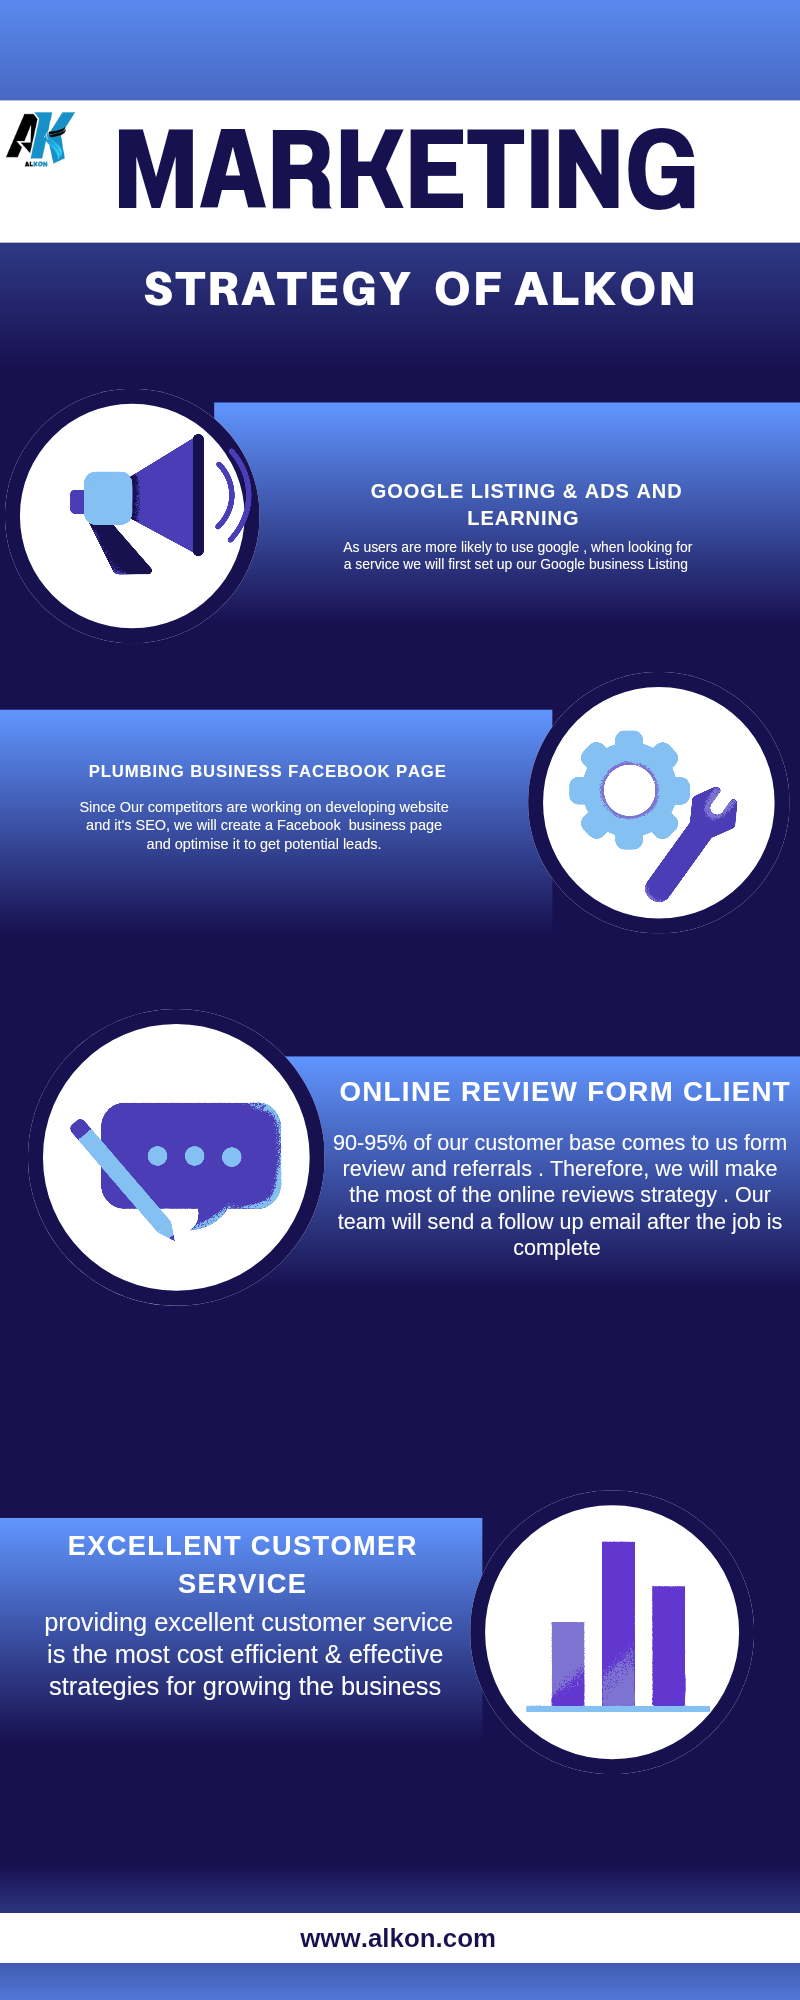 AK
ALKON
MARKETING
STRATEGY OF ALKON
GOOGLE LISTING & ADS AND
LEARNING
As users are more likely to use google , when looking for
a service we will first set up our Google business Listing
PLUMBING BUSINESS FACEBOOK PAGE
Since Our competitors are working on developing website
and it's SEO, we will create a Facebook  business page
and optimise it to get potential leads.
ONLINE REVIEW FORM CLIENT
90-95% of our customer base comes to us form
review and referrals . Therefore, we will make
the most of the online reviews strategy . Our
team will send a follow up email after the job is
complete
EXCELLENT CUSTOMER
SERVICE
providing excellent customer service
is the most cost efficient & effective
strategies for growing the business
www.alkon.com